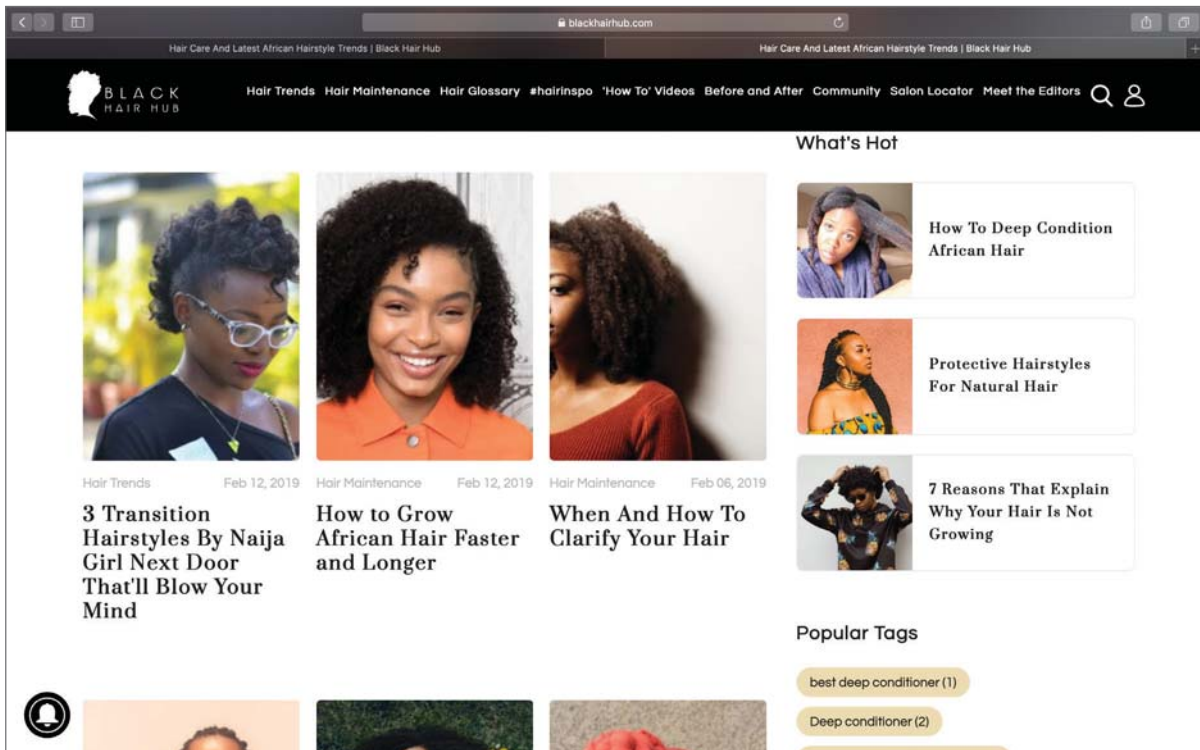 blackhairhub.com
Hair Care And Latest African Hairstyle Trends | Black Hair Hub
Hair Care And Latest African Hairstyle Trends | Black Hair Hub
BLACK
HAIR HUB
Hair Trends Hair Maintenance Hair Glossary #hairinspo 'How To' Videos Before and After Community Salon Locator Meet the Editors
Hair Trends Feb 12, 2019
3 Transition
Hairstyles By Naija
Girl Next Door
That'll Blow Your
Mind
Hair Maintenance Feb 12, 2019
How to Grow
African Hair Faster
and Longer
Hair Maintenance Feb 06, 2019
When And How To
Clarify Your Hair
What's Hot
How To Deep Condition
African Hair
Protective Hairstyles
For Natural Hair
7 Reasons That Explain
Why Your Hair Is Not
Growing
Popular Tags
best deep conditioner (1)
Deep conditioner (2)